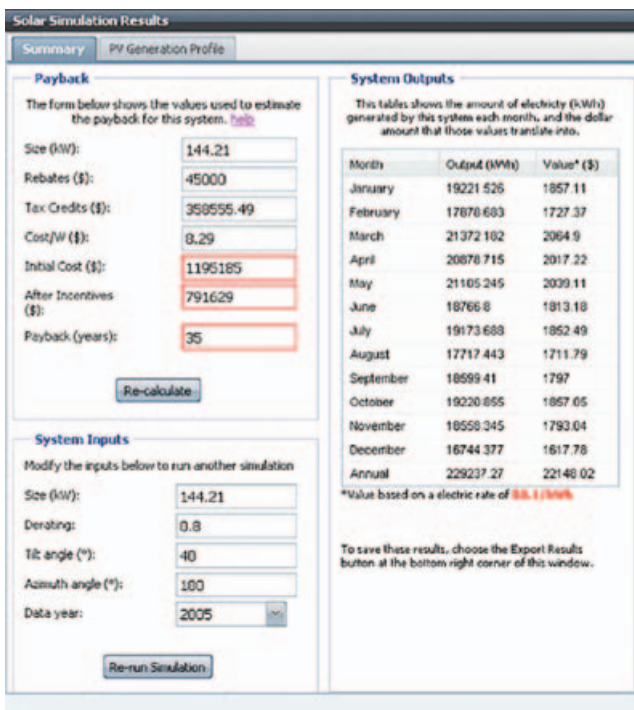 Solar Simulation Results
Summary
PV Generation Profile
Payback
The form below shows the values used to estimate
the payback for this system. help
Size (kW):
144.21
Rebates ($):
45000
Tax Credits ($):
358555.49
Cost/W ($):
8.29
Initial Cost ($):
1195185
After Incentives
($):
791629
Payback (years):
35
Re-calculate
System Inputs
Modify the inputs below to run another simulation
Size (kW):
144.21
Derating:
0.8
Tilt angle (°):
40
Azimuth angle (°):
180
Data year:
2005
Re-run Simulation
System Outputs
This tables shows the amount of electricty (kWh)
generated by this system each month, and the dollar
amount that those values translate into.
Month Output (kWh) Value* ($)
January 19221.526 1857.11
February 17878.683 1727.37
March 21372.182 2064.9
April 20878.715 2017.22
May 21105.245 2039.11
June 18766.8 1813.18
July 19173.688 1852.49
August 17717.443 1711.79
September 18599.41 1797
October 19220.855 1857.05
November 18558.345 1793.04
December 16744.377 1617.78
Annual 229237.27 22148.02
*Value based on a electric rate of
To save these results, choose the Export Results
button at the bottom right corner of this window.